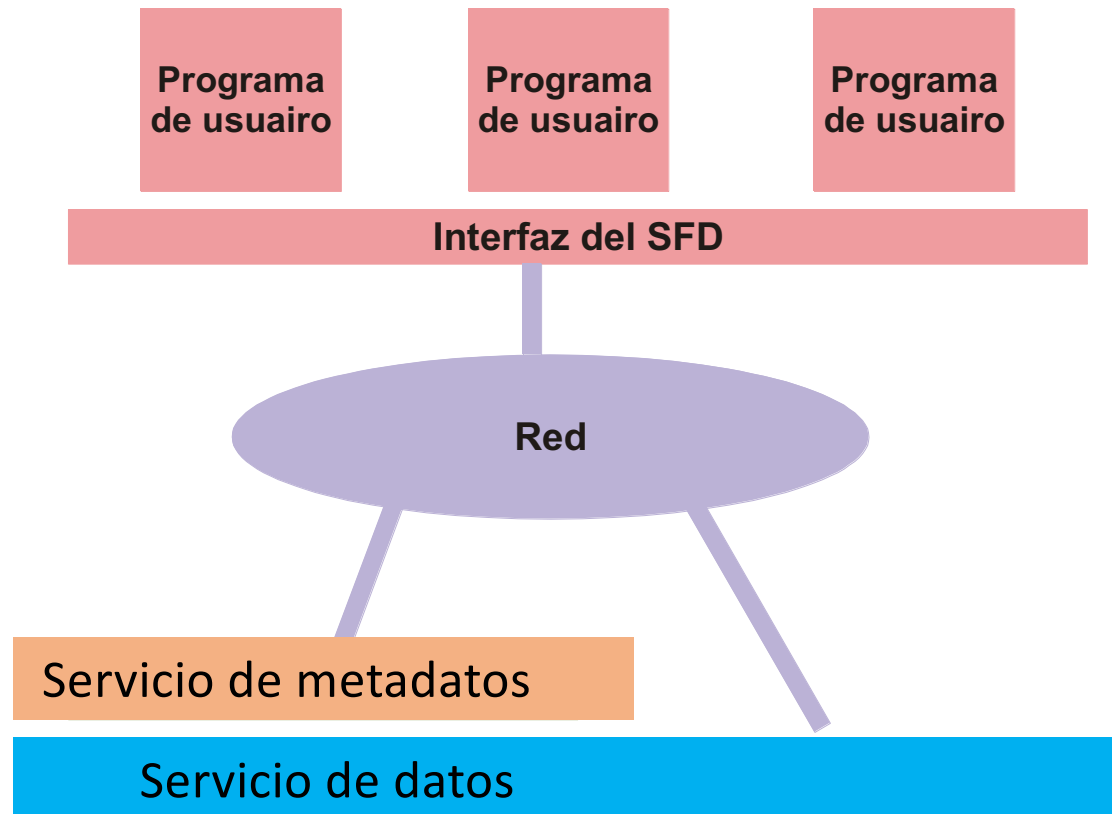 Programa
de usuairo
Programa
de usuairo
Programa
de usuairo
Interfaz del SFD
Red
Servicio de metadatos
Servicio de datos